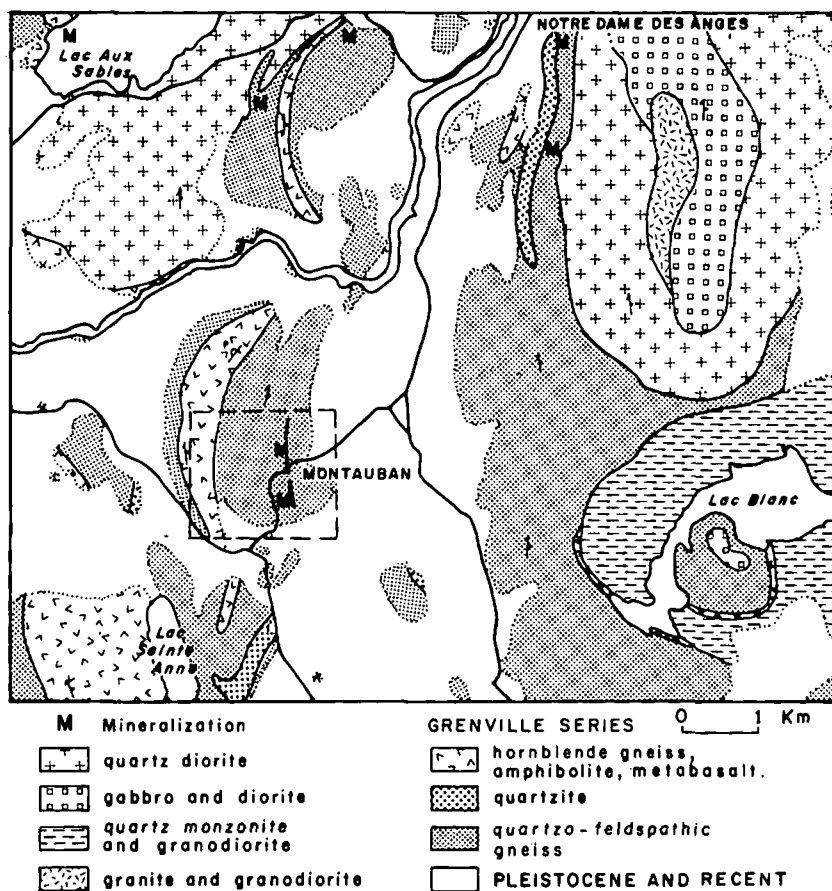 NOTRE DAME DES ANGES
M
M
M
Lac Aux
Sables
M
M
M
MONTAUBAN
M
Lac Blanc
Lac
Sainte
Anne
M Mineralization
quartz diorite
gabbro and diorite
quartz monzonite
and granodiorite
granite and granodiorite
GRENVILLE SERIES
0 1 Km
hornblende gneiss,
amphibolite, metabasalt.
quartzite
quartzo-feldspathic
gneiss
PLEISTOCENE AND RECENT